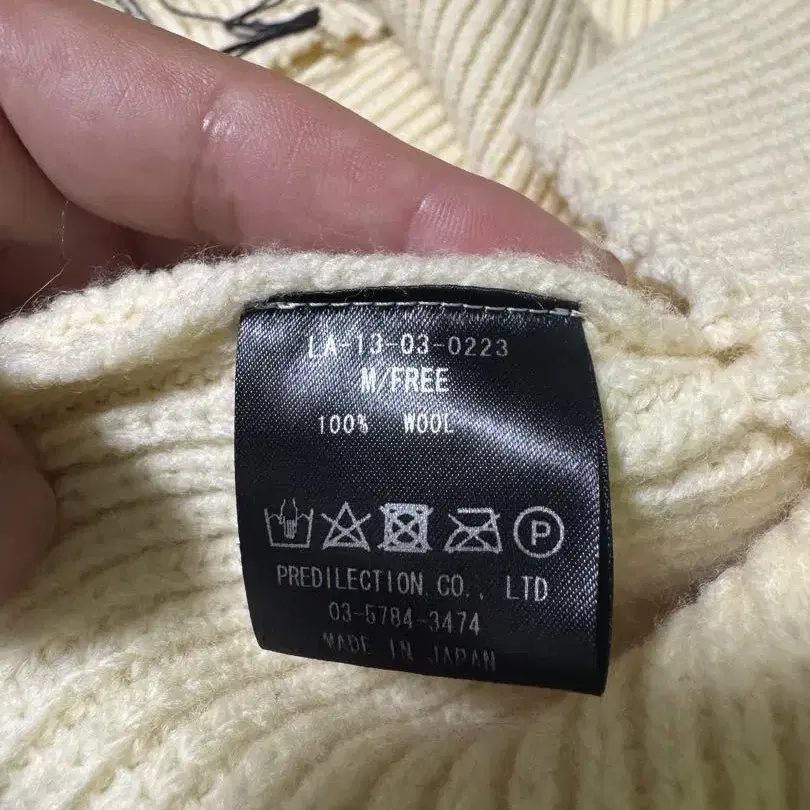 LA-13-03-0223
M/FREE
100% WOOL
P
PREDILECTION CO., LTD
03-5784-3474
MADE IN JAPAN